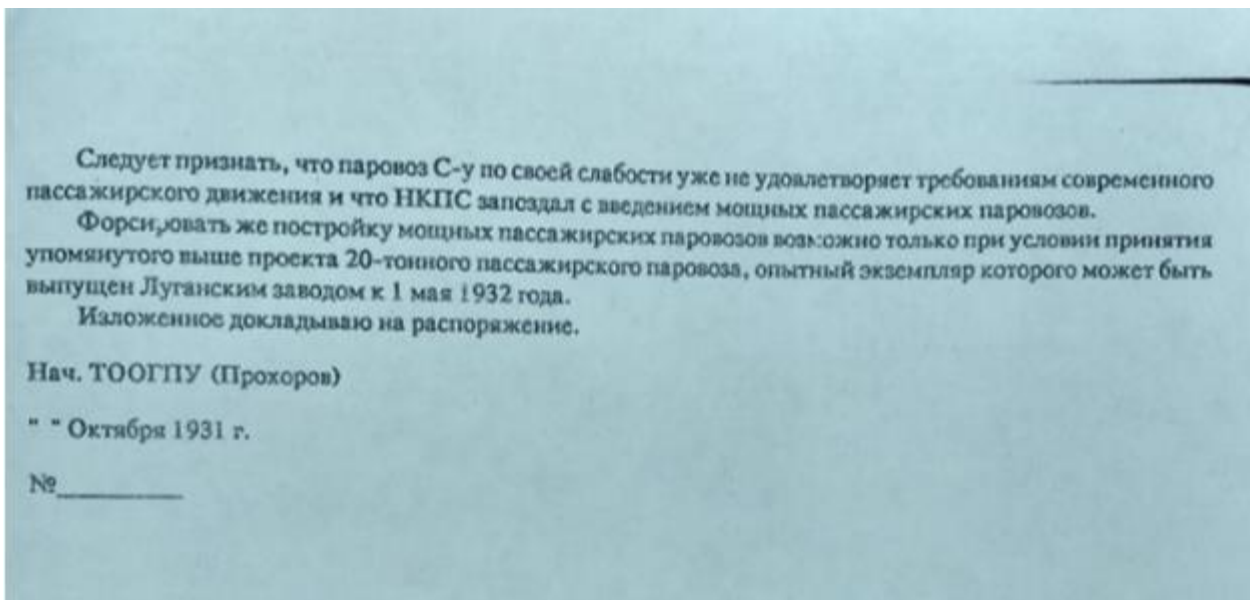 Следует признать, что паровоз С-у по своей слабости уже не удовлетворяет требованиям современного
пассажирского движения и что НКПС запоздал с введением мощных пассажирских паровозов.
Форсировать же постройку мощных пассажирских паровозов возможно только при условии принятия
упомянутого выше проекта 20-тонного пассажирского паровоза, опытный экземпляр которого может быть
выпущен Луганским заводом к 1 мая 1932 года.
Изложенное докладываю на распоряжение.
Нач. ТООГПУ (Прохоров)
" " Октября 1931 г.
№__________